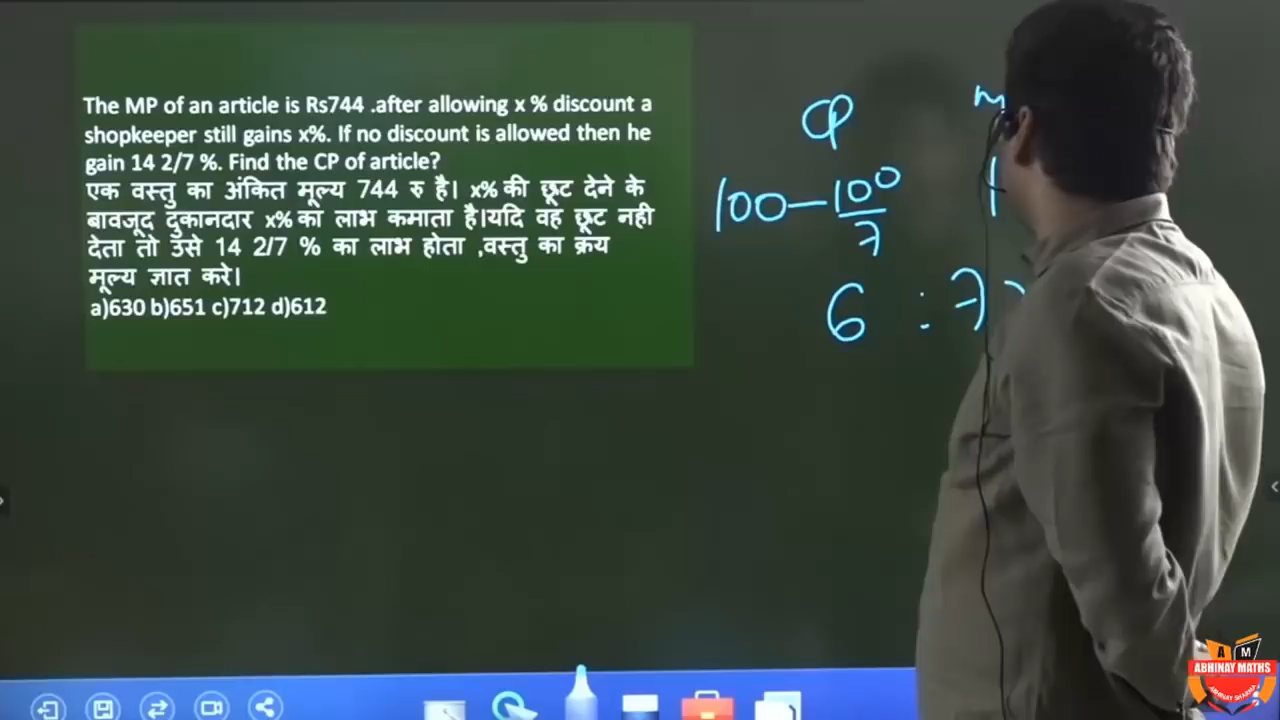 The MP of an article is Rs744 .after allowing x % discount a
shopkeeper still gains x%. If no discount is allowed then he
gain 14 2/7 %. Find the CP of article?
एक वस्तु का अंकित मूल्य 744 रु है। x% की छूट देने के
बावजूद दुकानदार x% का लाभ कमाता है।यदि वह छूट नही
देता तो उसे 14 2/7 % का लाभ होता ,वस्तु का क्रय
मूल्य ज्ञात करे।
a)630 b)651 c)712 d)612
CP
100 — 100/7
6 : 7
A M
ABHINAY MATHS
ABHINAY SHARMA